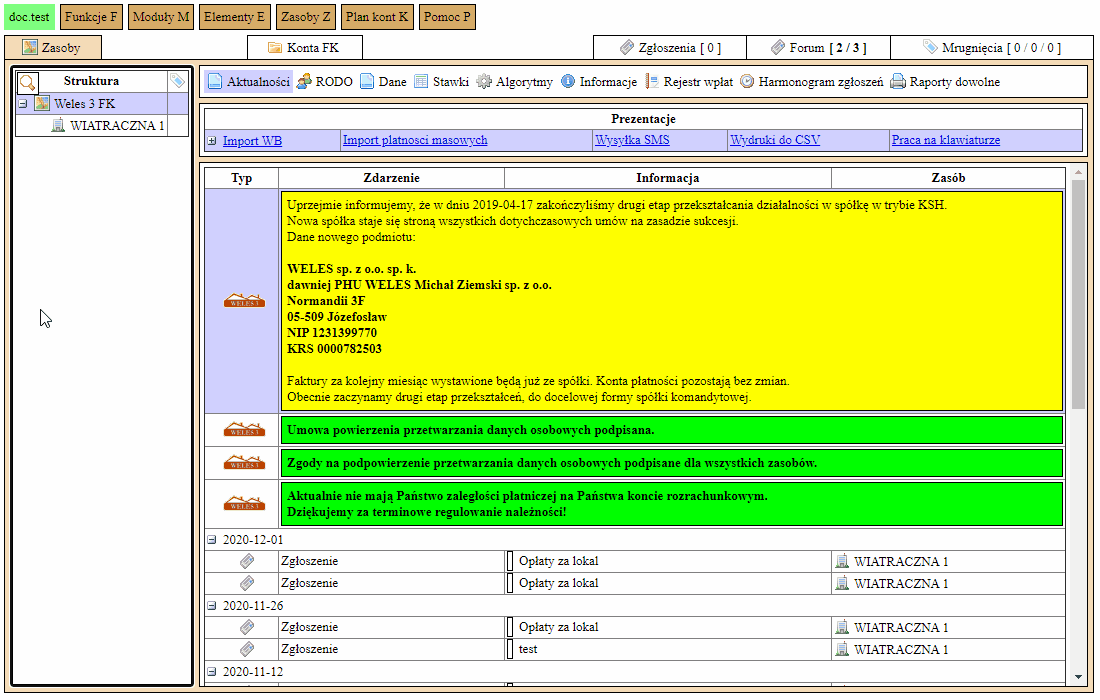 doc.test Funkcje F Moduły M Elementy E Zasoby Z Plan kont K Pomoc P
Zasoby Konta FK Zgłoszenia [ 0 ] Forum [ 2 / 3 ] Mrugnięcia [ 0 / 0 / 0 ]
Struktura
Weles 3 FK
WIATRACZNA 1
Aktualności RODO Dane Stawki Algorytmy Informacje Rejestr wpłat Harmonogram zgłoszeń Raporty dowolne
Prezentacje
Import WB Import platnosci masowych Wysyłka SMS Wydruki do CSV Praca na klawiaturze
Typ Zdarzenie Informacja Zasób
Uprzejmie informujemy, że w dniu 2019-04-17 zakończyliśmy drugi etap przekształcania działalności w spółkę w trybie KSH.
Nowa spółka staje się stroną wszystkich dotychczasowych umów na zasadzie sukcesji.
Dane nowego podmiotu:
WELES sp. z o.o. sp. k.
dawniej PHU WELES Michał Ziemski sp. z o.o.
Normandii 3F
05-509 Józefosław
NIP 1231399770
KRS 0000782503
Faktury za kolejny miesiąc wystawione będą już ze spółki. Konta płatności pozostają bez zmian.
Obecnie zaczynamy drugi etap przekształceń, do docelowej formy spółki komandytowej.
WELES 3
WELES 3 Umowa powierzenia przetwarzania danych osobowych podpisana.
WELES 3 Zgody na podpowierzenie przetwarzania danych osobowych podpisane dla wszystkich zasobów.
WELES 3 Aktualnie nie mają Państwo zaległości płatniczej na Państwa koncie rozrachunkowym.
Dziękujemy za terminowe regulowanie należności!
2020-12-01
Zgłoszenie Opłaty za lokal WIATRACZNA 1
Zgłoszenie Opłaty za lokal WIATRACZNA 1
2020-11-26
Zgłoszenie Opłaty za lokal WIATRACZNA 1
Zgłoszenie test WIATRACZNA 1
2020-11-12